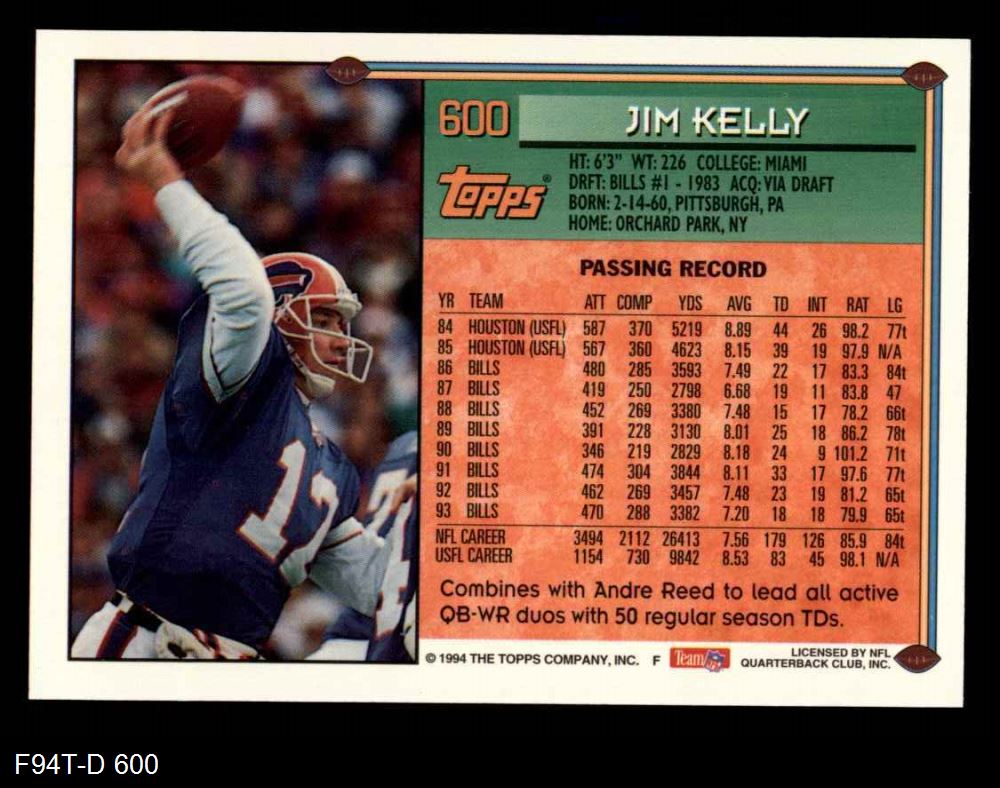 600 JIM KELLY
Topps®
HT: 6'3" WT: 226 COLLEGE: MIAMI
DRFT: BILLS #1 - 1983 ACQ: VIA DRAFT
BORN: 2-14-60, PITTSBURGH, PA
HOME: ORCHARD PARK, NY
PASSING RECORD
YR TEAM ATT COMP YDS AVG TD INT RAT LG
84 HOUSTON (USFL) 587 370 5219 8.89 44 26 98.2 77t
85 HOUSTON (USFL) 567 360 4623 8.15 39 19 97.9 N/A
86 BILLS 480 285 3593 7.49 22 17 83.3 84t
87 BILLS 419 250 2798 6.68 19 11 83.8 47
88 BILLS 452 269 3380 7.48 15 17 78.2 66t
89 BILLS 391 228 3130 8.01 25 18 86.2 78t
90 BILLS 346 219 2829 8.18 24 9 101.2 71t
91 BILLS 474 304 3844 8.11 33 17 97.6 77t
92 BILLS 462 269 3457 7.48 23 19 81.2 65t
93 BILLS 470 288 3382 7.20 18 18 79.9 65t
NFL CAREER 3494 2112 26413 7.56 179 126 85.9 84t
USFL CAREER 1154 730 9842 8.53 83 45 98.1 N/A
Combines with Andre Reed to lead all active
QB-WR duos with 50 regular season TDs.
© 1994 THE TOPPS COMPANY, INC. F Team NFL
LICENSED BY NFL
QUARTERBACK CLUB, INC.
12
F94T-D 600